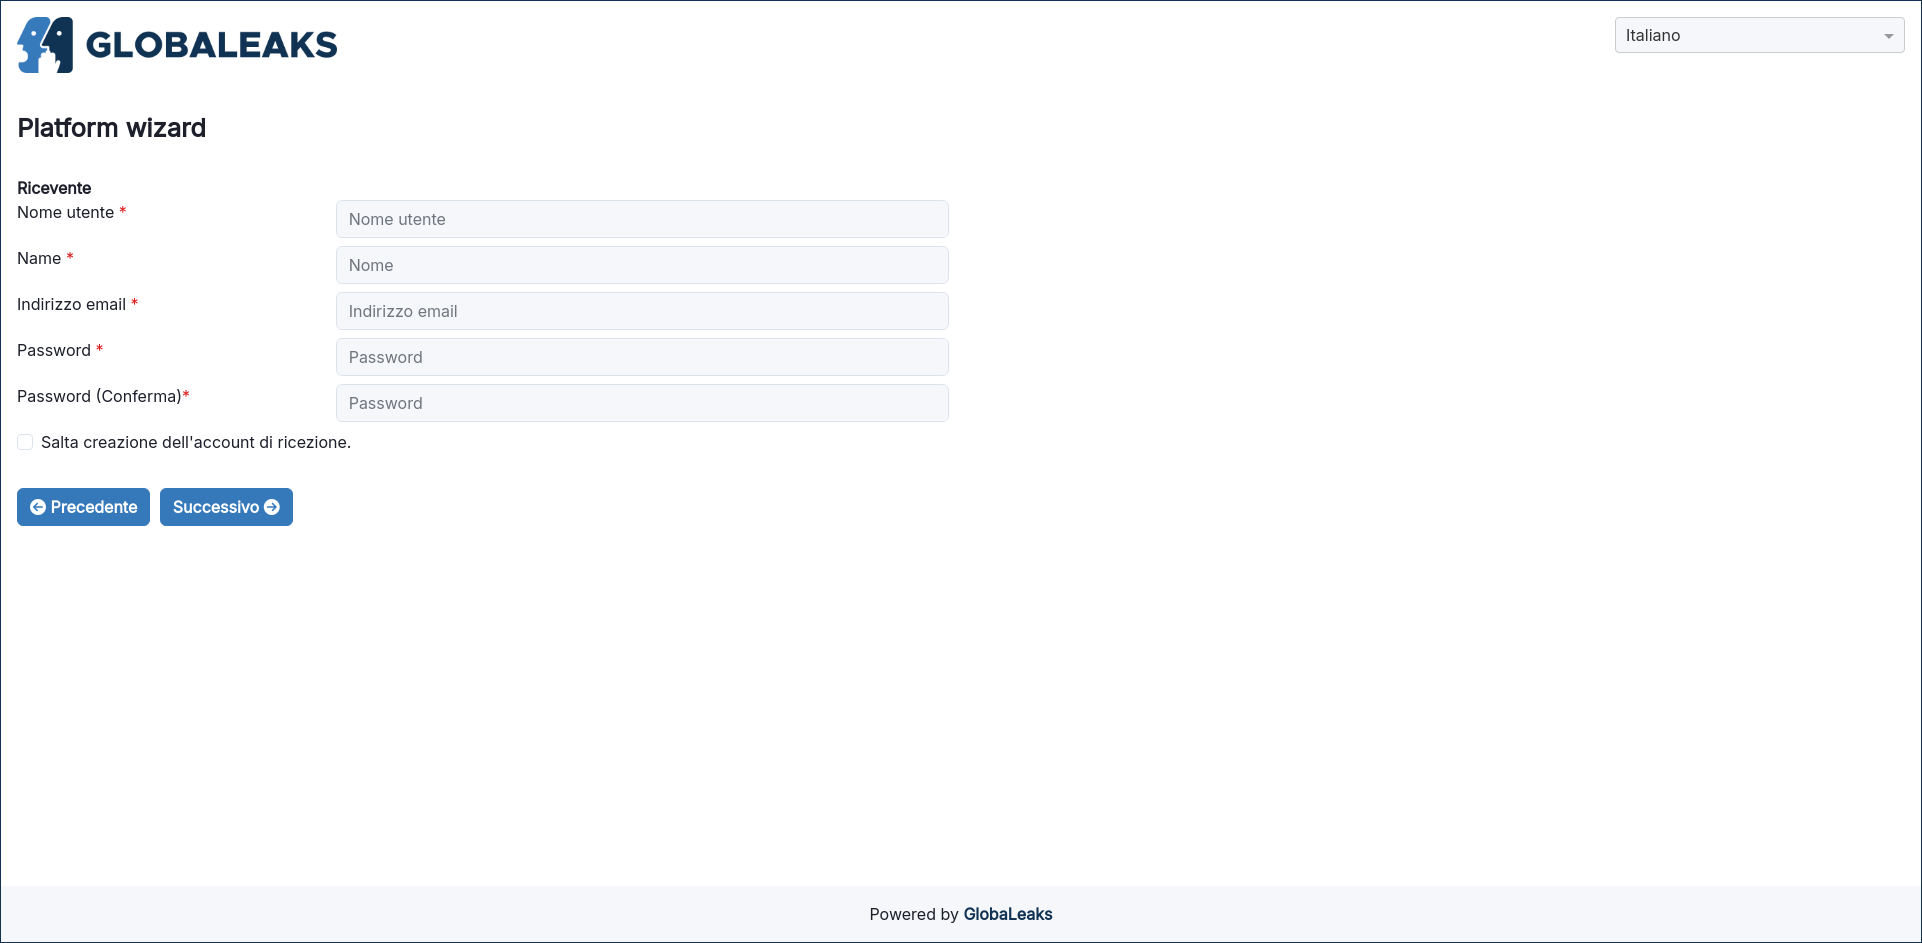 GLOBALEAKS
Italiano
Platform wizard
Ricevente
Nome utente *
Nome utente
Name *
Nome
Indirizzo email *
Indirizzo email
Password *
Password
Password (Conferma)*
Password
Salta creazione dell'account di ricezione.
Precedente Successivo
Powered by GlobaLeaks